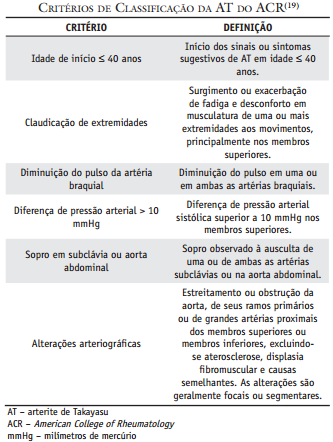 CRITÉRIOS DE CLASSIFICAÇÃO DA AT DO ACR(19)
CRITÉRIO
DEFINIÇÃO
Idade de início ≤ 40 anos
Início dos sinais ou sintomas
sugestivos de AT em idade ≤ 40
anos.
Claudicação de extremidades
Surgimento ou exacerbação
de fadiga e desconforto em
musculatura de uma ou mais
extremidades aos movimentos,
principalmente nos membros
superiores.
Diminuição do pulso da artéria
braquial
Diminuição do pulso em uma ou
em ambas as artérias braquiais.
Diferença de pressão arterial > 10
mmHg
Diferença de pressão arterial
sistólica superior a 10 mmHg nos
membros superiores.
Sopro em subclávia ou aorta
abdominal
Sopro observado à ausculta de
uma ou de ambas as artérias
subclávias ou na aorta abdominal.
Alterações arteriográficas
Estreitamento ou obstrução da
aorta, de seus ramos primários
ou de grandes artérias proximais
dos membros superiores ou
membros inferiores, excluindo-
se aterosclerose, displasia
fibromuscular e causas
semelhantes. As alterações são
geralmente focais ou segmentares.
AT – arterite de Takayasu
ACR – American College of Rheumatology
mmHg – milímetros de mercúrio